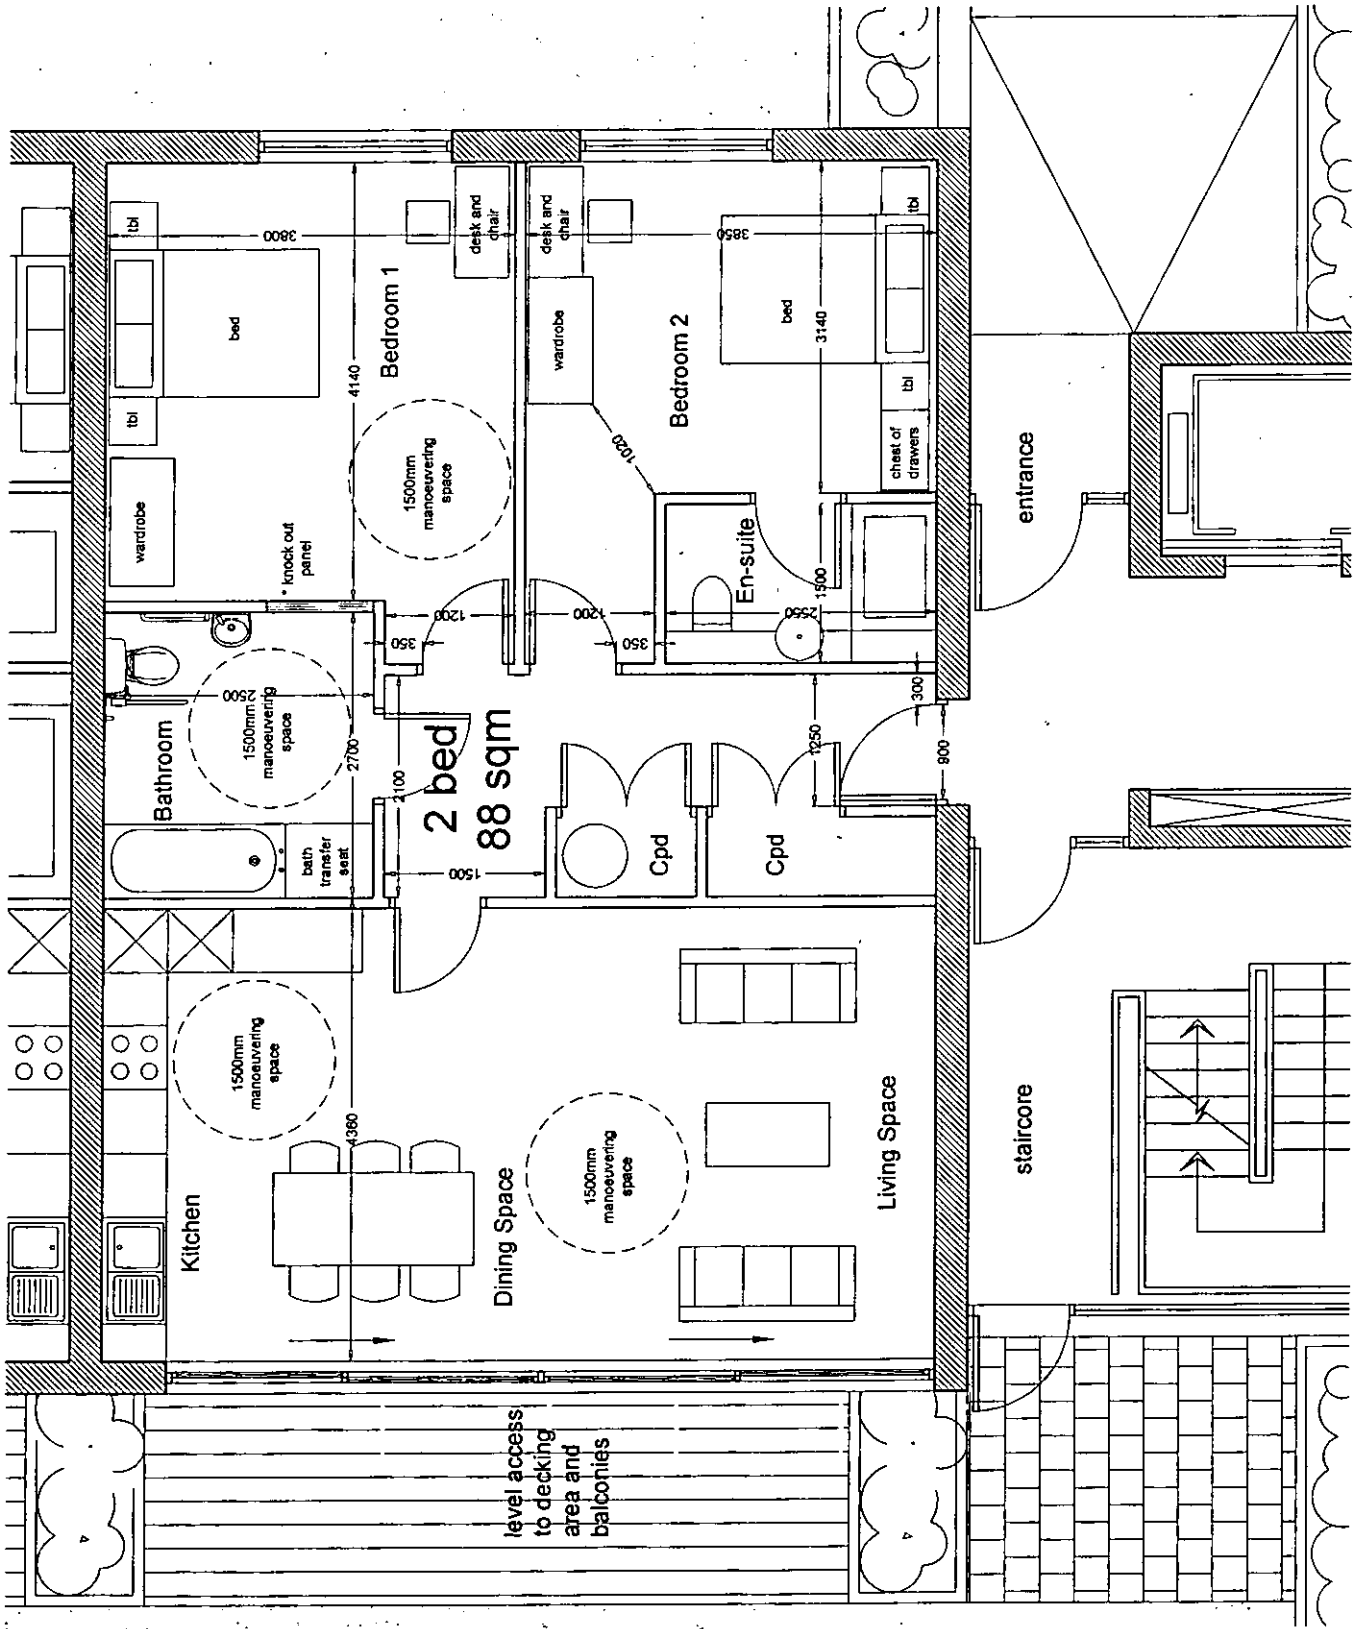 tbl
bed
tbl
wardrobe
3800
4140
Bedroom 1
desk and
chair
1500mm
manoeuvering
space
* knock out
panel
desk and
chair
wardrobe
Bedroom 2
1020
3850
3140
bed
tbl
tbl
chest of
drawers
En-suite
1500
2550
1200
350
1200
350
Bathroom
2500
1500mm
manoeuvering
space
2700
bath
transfer
seat
2100
2 bed
88 sqm
1500
Cpd
Cpd
1250
300
900
entrance
1500mm
manoeuvering
space
4360
Kitchen
Dining Space
1500mm
manoeuvering
space
Living Space
staircore
level access
to decking
area and
balconies